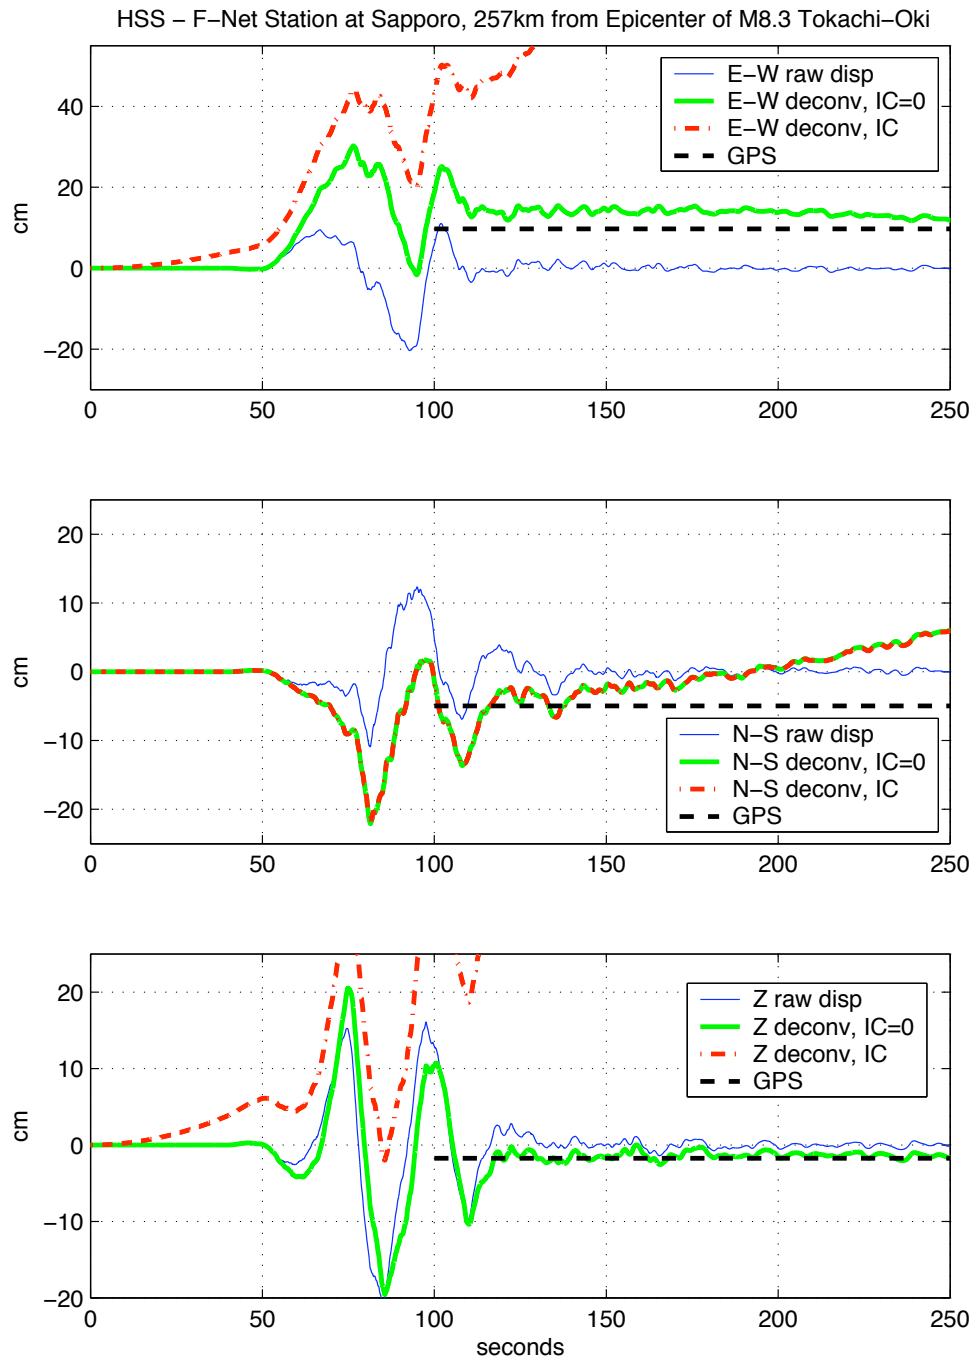 HSS − F−Net Station at Sapporo, 257km from Epicenter of M8.3 Tokachi−Oki
E−W raw disp
E−W deconv, IC=0
E−W deconv, IC
GPS
40
20
0
−20
cm
0 50 100 150 200 250
20
10
0
−10
−20
cm
N−S raw disp
N−S deconv, IC=0
N−S deconv, IC
GPS
0 50 100 150 200 250
Z raw disp
Z deconv, IC=0
Z deconv, IC
GPS
20
10
0
−10
−20
cm
0 50 100 150 200 250
seconds